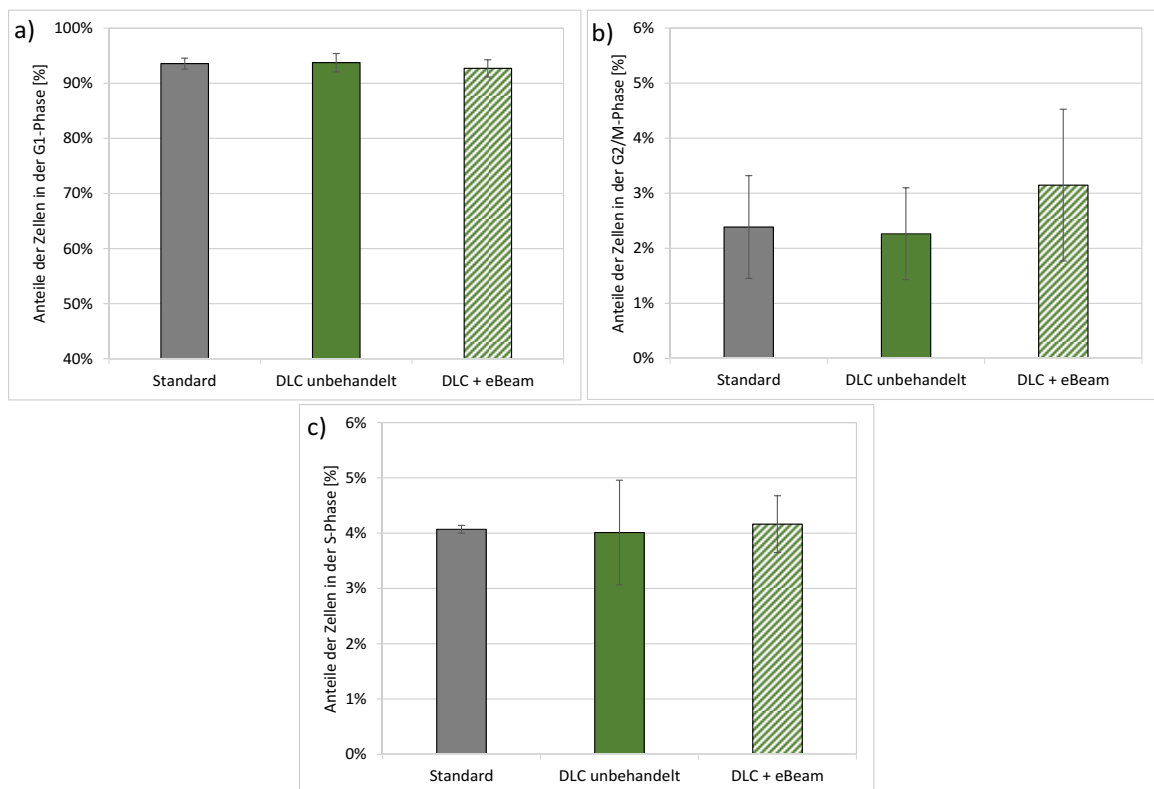 a)
Anteile der Zellen in der G1-Phase [%]
100%
90%
80%
70%
60%
50%
40%
Standard DLC unbehandelt DLC + eBeam
b)
Anteile der Zellen in der G2/M-Phase [%]
6%
5%
4%
3%
2%
1%
0%
Standard DLC unbehandelt DLC + eBeam
c)
Anteile der Zellen in der S-Phase [%]
6%
5%
4%
3%
2%
1%
0%
Standard DLC unbehandelt DLC + eBeam